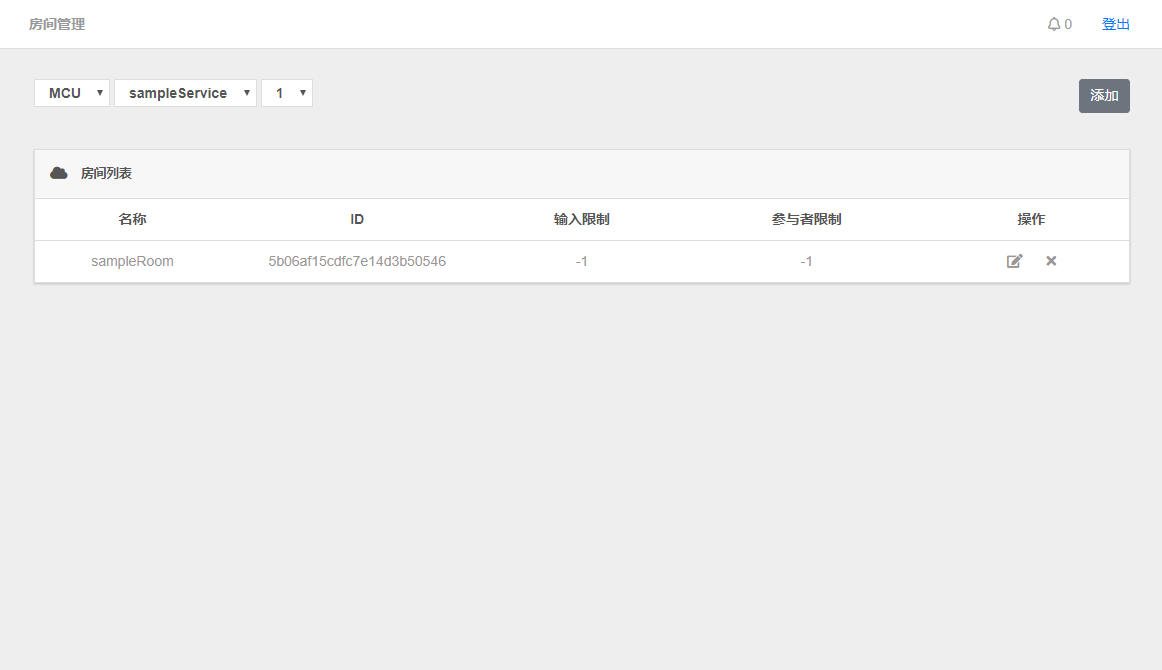 房间管理 0 登出
MCU sampleService 1 添加
房间列表
名称 ID 输入限制 参与者限制 操作
sampleRoom 5b06af15cdfc7e14d3b50546 -1 -1